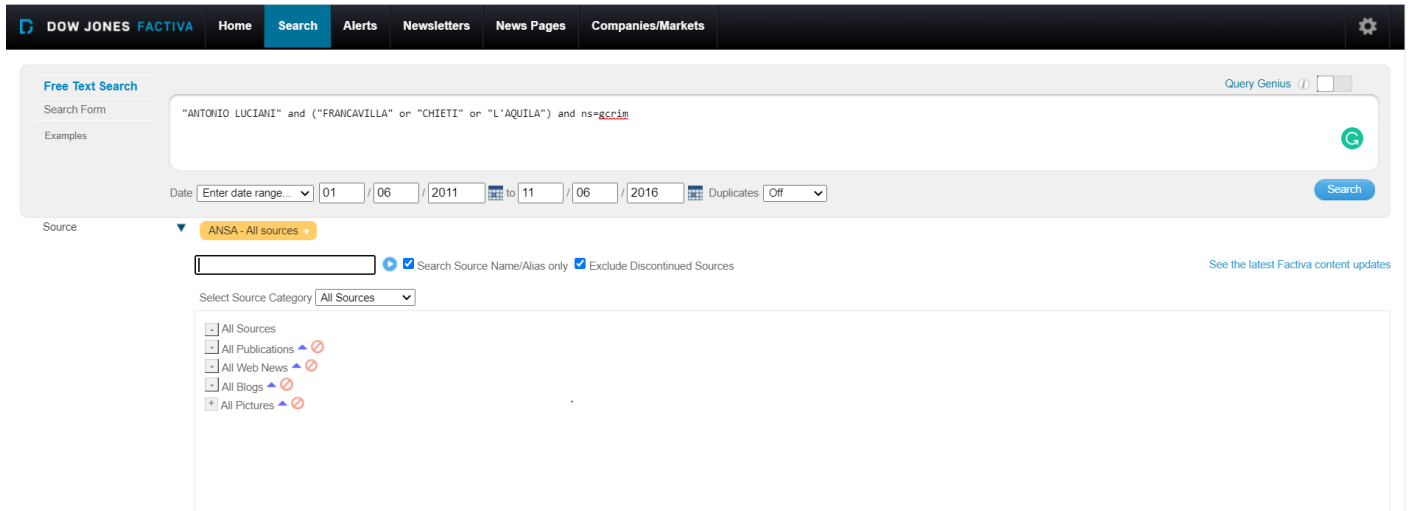 DOW JONES FACTIVA Home Search Alerts Newsletters News Pages Companies/Markets
Free Text Search
Query Genius i
Search Form
Examples
"ANTONIO LUCIANI" and ("FRANCAVILLA" or "CHIETI" or "L'AQUILA") and ns=gcrim
Date Enter date range... 01 / 06 / 2011 to 11 / 06 / 2016 Duplicates Off Search
Source ANSA - All sources
Search Source Name/Alias only Exclude Discontinued Sources See the latest Factiva content updates
Select Source Category All Sources
- All Sources
- All Publications
- All Web News
- All Blogs
+ All Pictures